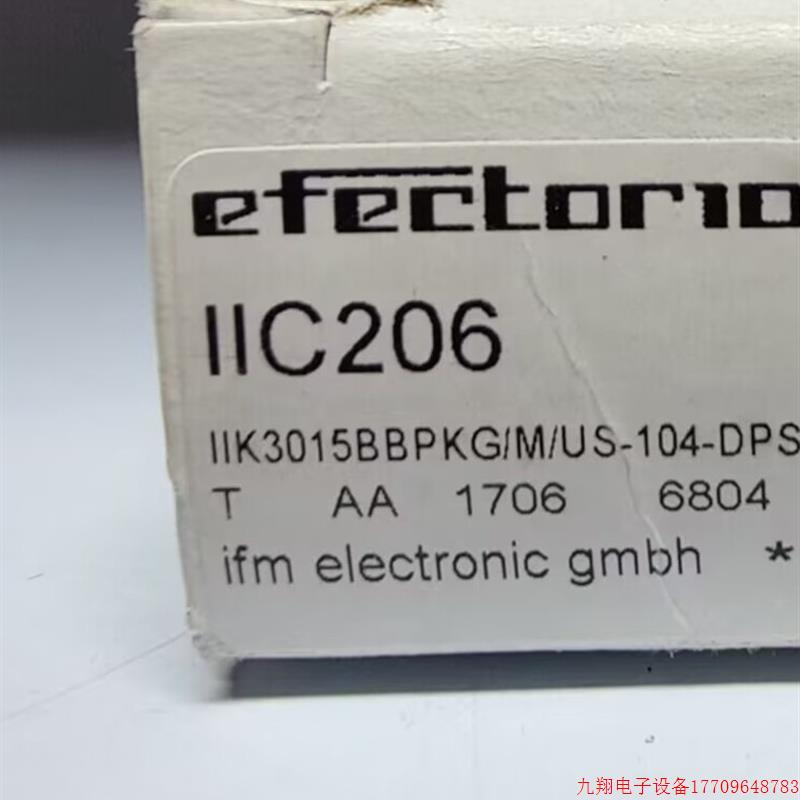 efector10
IIC206
IIK3015BBPKG/M/US-104-DPS
T AA 1706 6804
ifm electronic gmbh *
九翔电子设备17709648783